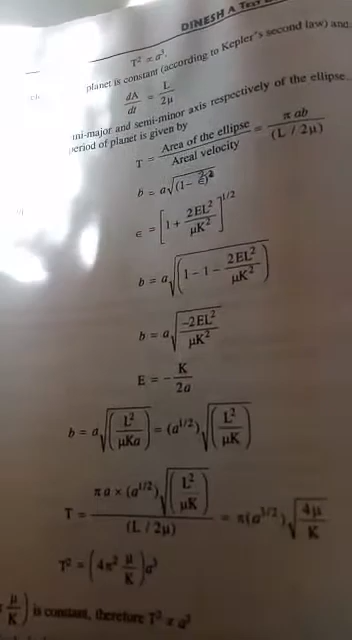 DINESH A
T² ∝ a³.
planet is constant (according to Kepler's second law) and
dA/dt = L/2μ
mi-major and semi-minor axis respectively of the ellipse.
period of planet is given by
T = Area of the ellipse / Areal velocity = π ab / (L / 2μ)
b = a√(1 – ε²)
ε = [1 + 2EL²/μK²]^1/2
b = a√(1 – 1 – 2EL²/μK²)
b = a√(–2EL²/μK²)
E = – K/2a
b = a√(L²/μKa) = (a^1/2)√(L²/μK)
T = πa × (a^1/2)√(L²/μK) / (L / 2μ) = π(a^3/2)√(4μ/K)
T² = (4π² μ/K)a³
μ/K) is constant, therefore T² ∝ a³